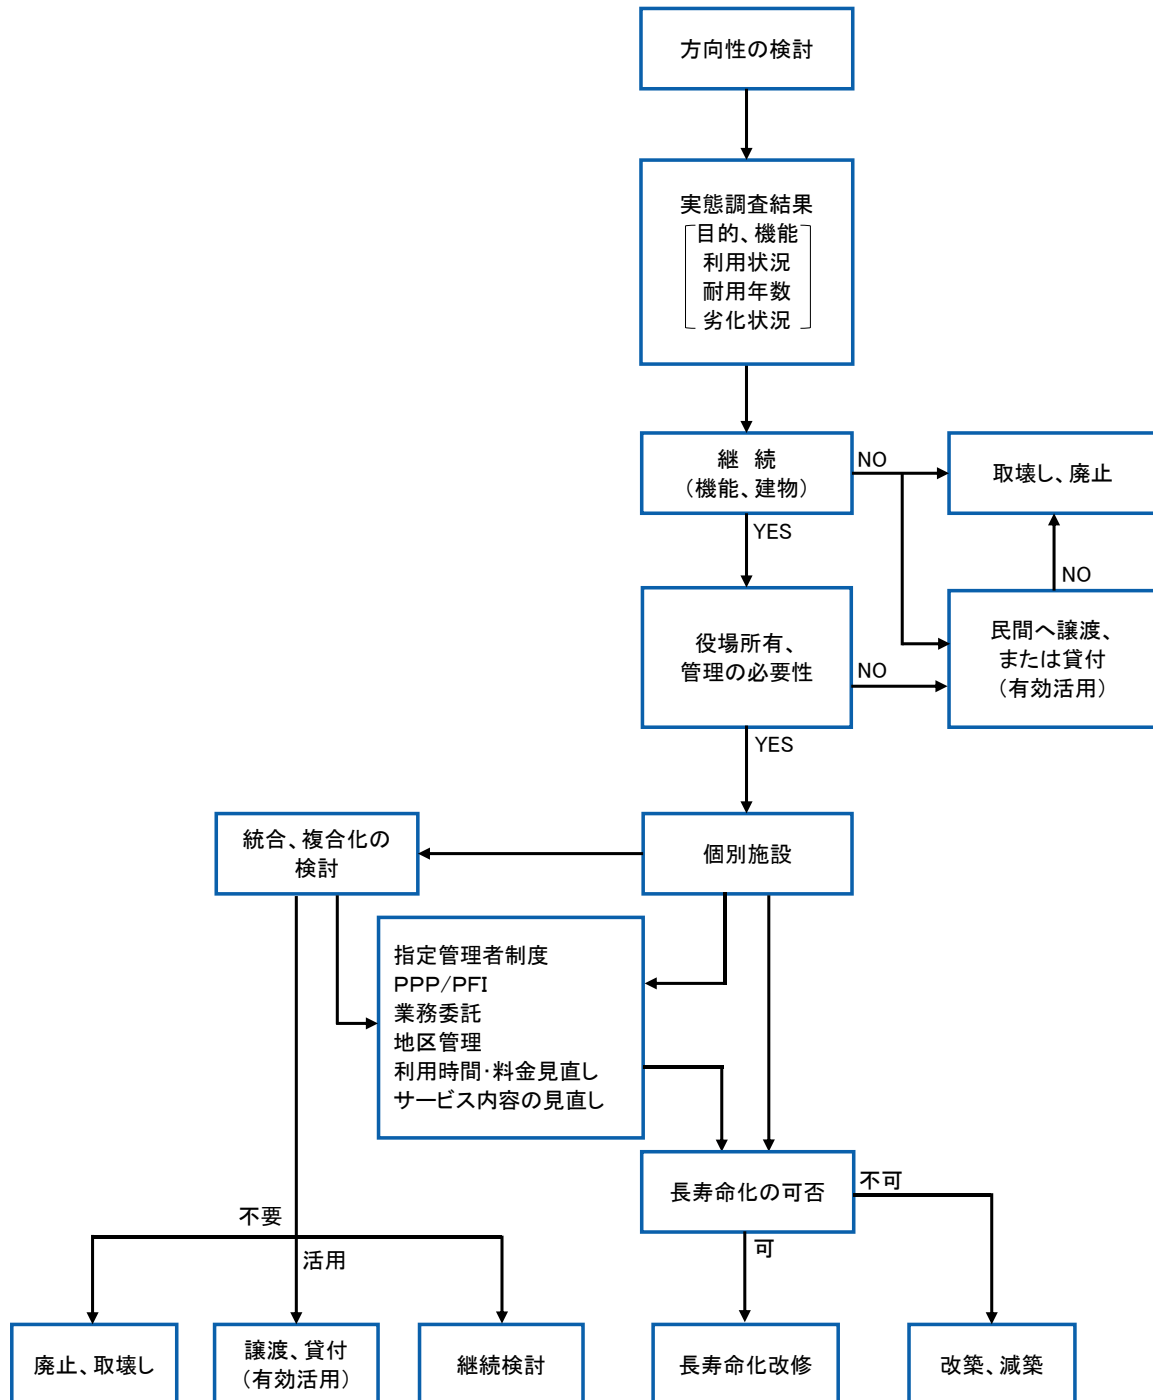 方向性の検討
実態調査結果
目的、機能
利用状況
耐用年数
劣化状況
継　続
（機能、建物）
NO
取壊し、廃止
YES
NO
役場所有、
管理の必要性
NO
民間へ譲渡、
または貸付
（有効活用）
YES
統合、複合化の
検討
個別施設
指定管理者制度
PPP/PFI
業務委託
地区管理
利用時間・料金見直し
サービス内容の見直し
長寿命化の可否
不可
可
不要
活用
廃止、取壊し
譲渡、貸付
（有効活用）
継続検討
長寿命化改修
改築、減築